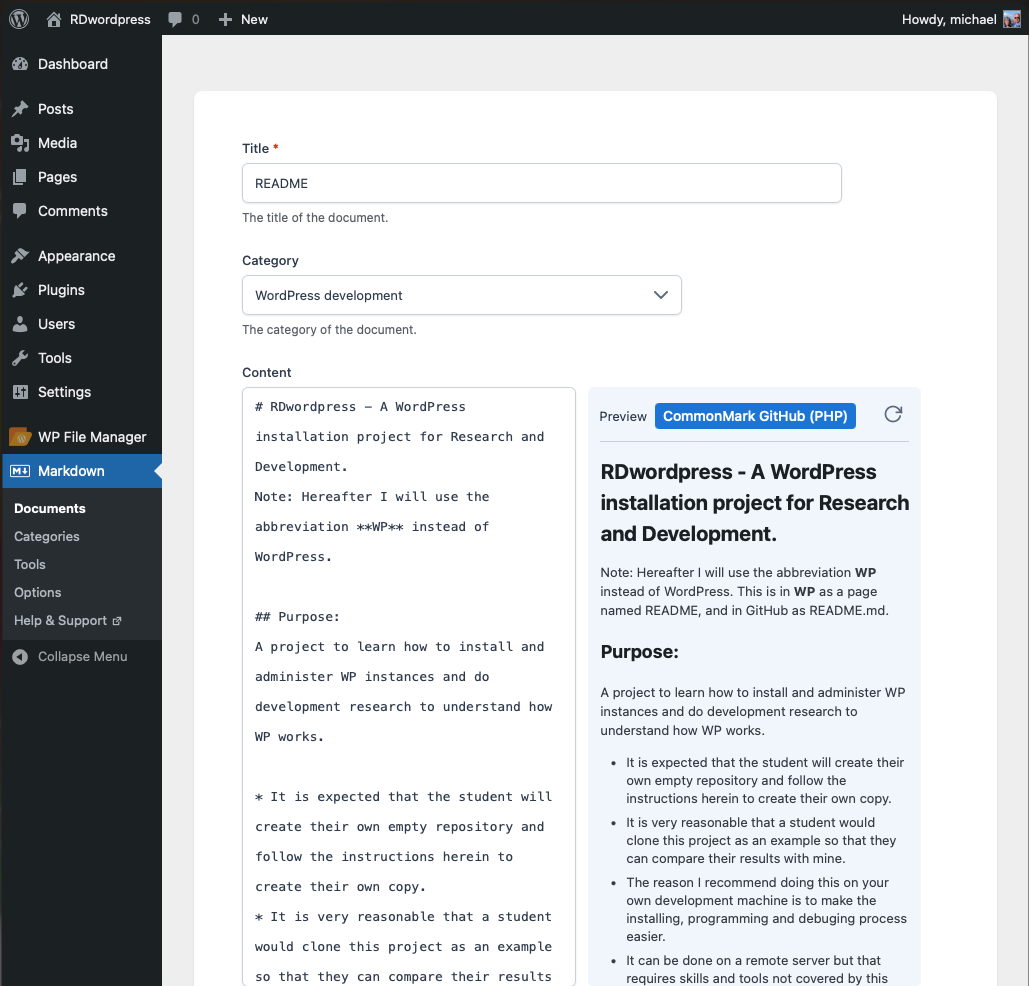 RDwordpress 0 New Howdy, michael
Dashboard
Posts
Media
Pages
Comments
Appearance
Plugins
Users
Tools
Settings
WP File Manager
Markdown
Documents
Categories
Tools
Options
Help & Support
Collapse Menu
Title *
README
The title of the document.
Category
WordPress development
The category of the document.
Content
# RDwordpress - A WordPress
installation project for Research and
Development.
Note: Hereafter I will use the
abbreviation **WP** instead of
WordPress.
## Purpose:
A project to learn how to install and
administer WP instances and do
development research to understand how
WP works.
* It is expected that the student will
create their own empty repository and
follow the instructions herein to
create their own copy.
* It is very reasonable that a student
would clone this project as an example
so that they can compare their results
Preview CommonMark GitHub (PHP)
RDwordpress - A WordPress
installation project for Research
and Development.
Note: Hereafter I will use the abbreviation WP
instead of WordPress. This is in WP as a page
named README, and in GitHub as README.md.
Purpose:
A project to learn how to install and administer WP
instances and do development research to
understand how WP works.
• It is expected that the student will create their
own empty repository and follow the
instructions herein to create their own copy.
• It is very reasonable that a student would
clone this project as an example so that they
can compare their results with mine.
• The reason I recommend doing this on your
own development machine is to make the
installing, programming and debuging process
easier.
• It can be done on a remote server but that
requires skills and tools not covered by this